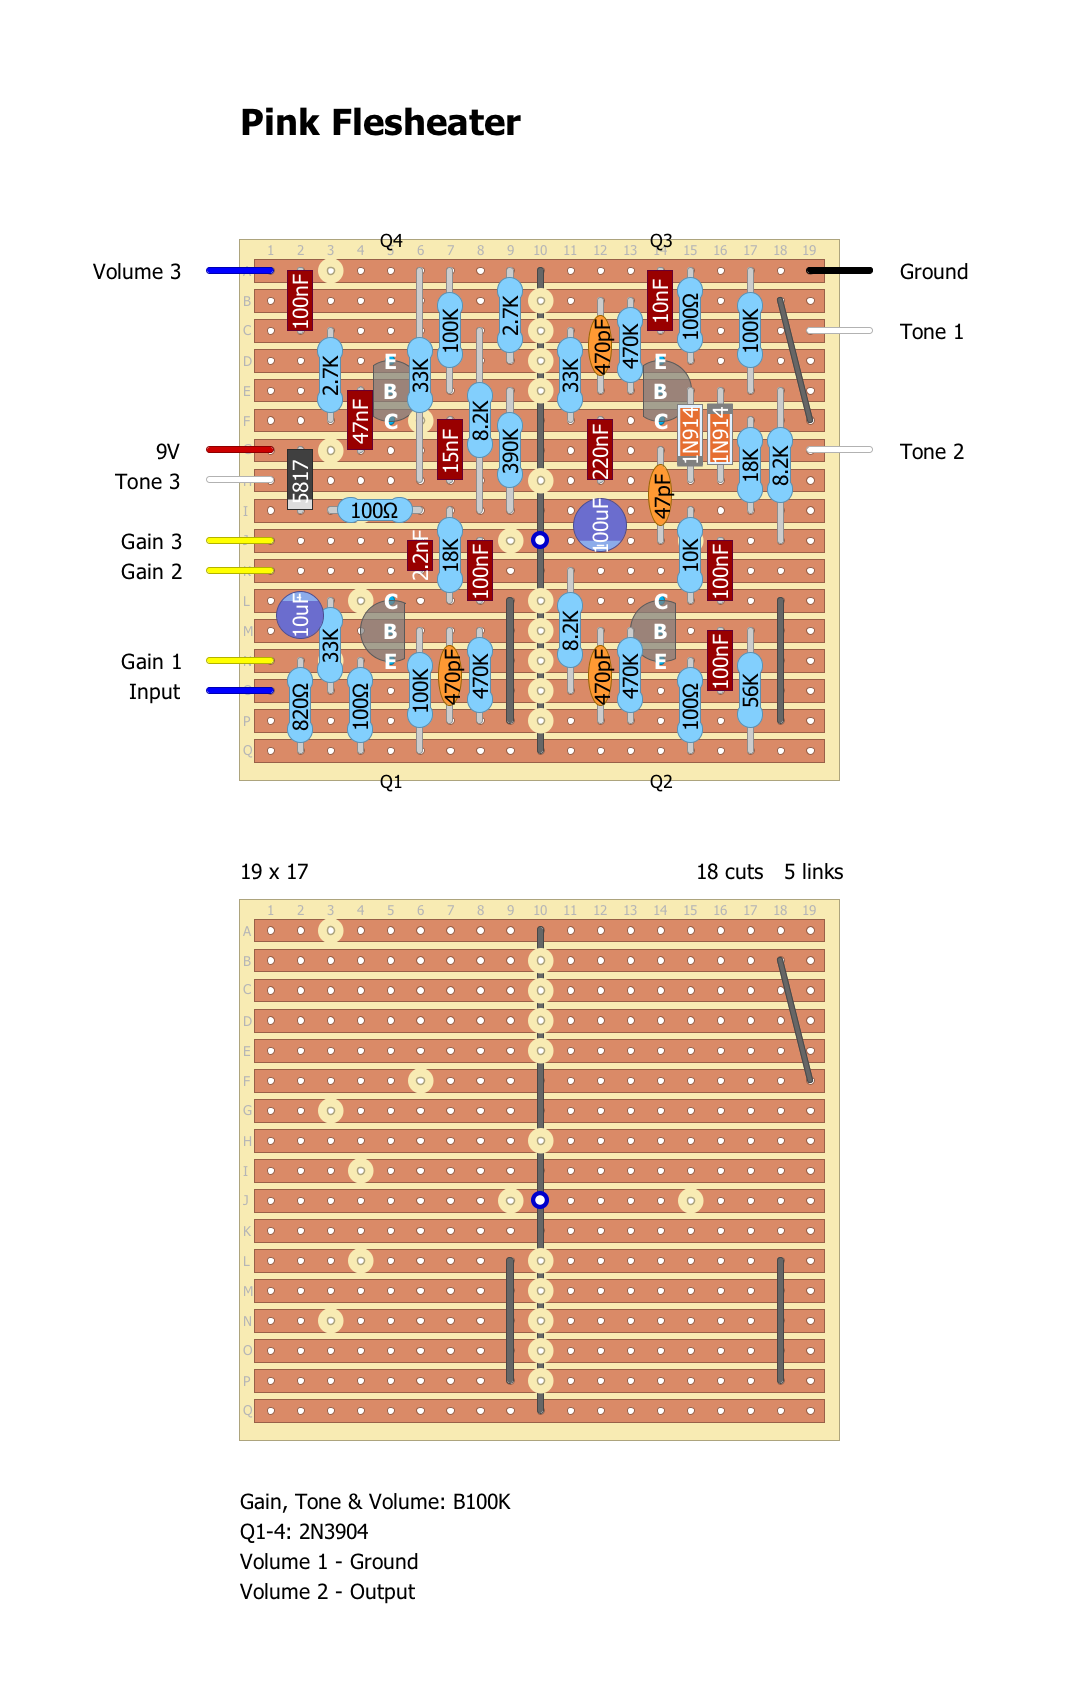 Pink Flesheater
Q4 Q3
1 2 3 4 5 6 7 8 9 10 11 12 13 14 15 16 17 18 19
Volume 3
Ground
Tone 1
9V
Tone 2
Tone 3
Gain 3
Gain 2
Gain 1
Input
B
C
D
E
F
H
I
L
M
P
Q
100nF
2.7K
47nF
E
B
C
33K
100K
15nF
8.2K
2.7K
390K
33K
470pF
470K
220nF
10nF
E
B
C
100Ω
1N914
1N914
100K
18K
8.2K
5817
100Ω
2.2nF
18K
100nF
100uF
47pF
10K
100nF
10uF
33K
820Ω
100Ω
C
B
E
100K
470pF
470K
8.2K
470pF
470K
C
B
E
100Ω
100nF
56K
Q1 Q2
19 x 17 18 cuts 5 links
1 2 3 4 5 6 7 8 9 10 11 12 13 14 15 16 17 18 19
A
B
C
D
E
F
G
H
I
J
K
L
M
N
O
P
Q
Gain, Tone & Volume: B100K
Q1-4: 2N3904
Volume 1 - Ground
Volume 2 - Output